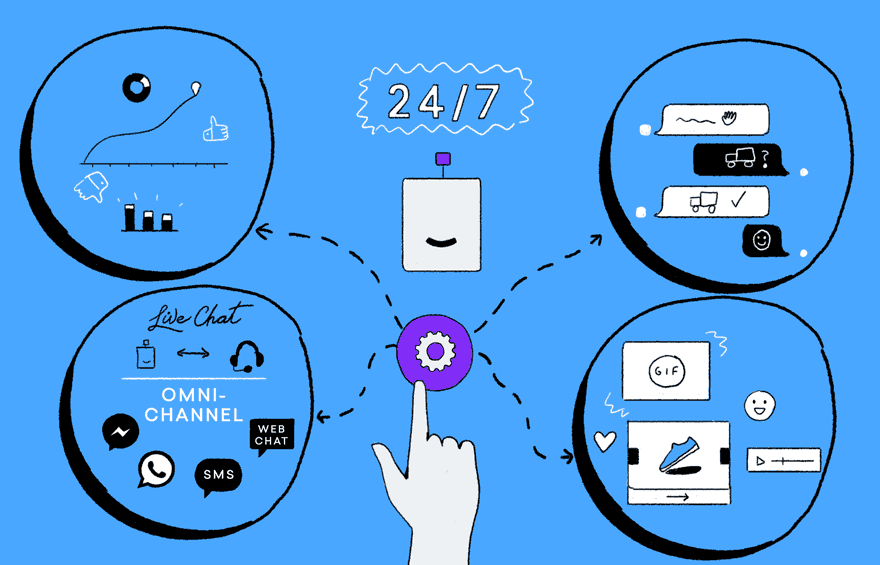 24/7
?
Live Chat
OMNI-
CHANNEL
WEB
CHAT
SMS
GIF